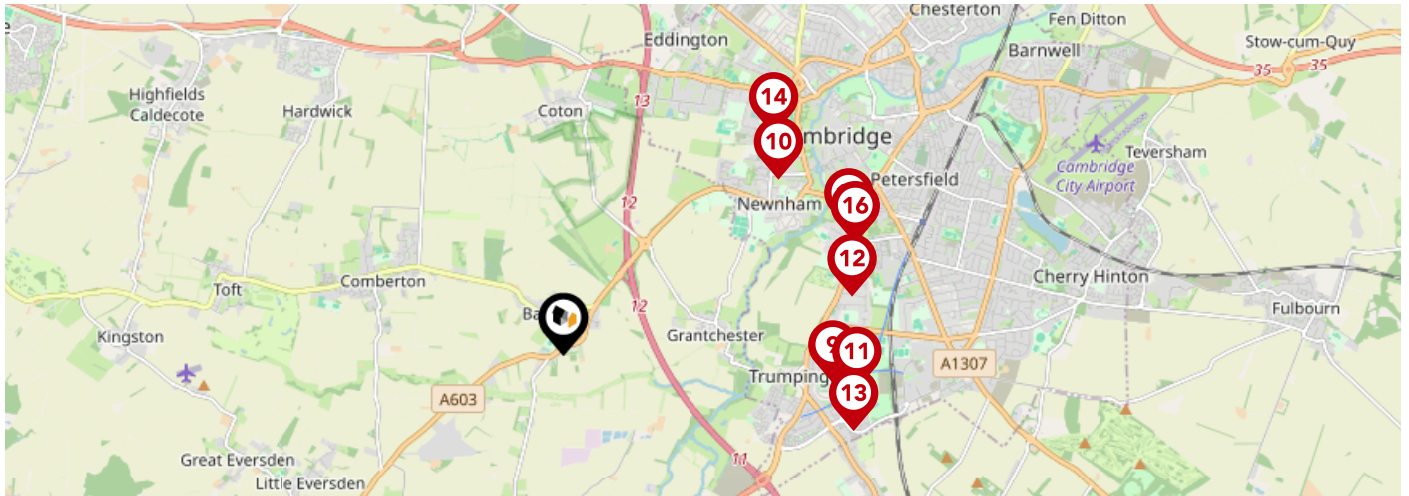 Chesterton
Fen Ditton
Eddington
Barnwell
Stow-cum-Quy
35
35
Highfields
Caldecote
Hardwick
Coton
13
14
10
mbridge
Teversham
Cambridge
City Airport
Petersfield
12
Newnham
16
12
Comberton
Toft
Cherry Hinton
12
Fulbourn
Ba
Kingston
Grantchester
9
11
A1307
Trumping
A603
13
11
Great Eversden
Little Eversden